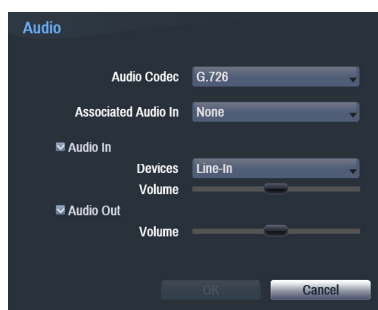 Audio
Audio Codec G.726
Associated Audio In None
Audio In
Devices Line-In
Volume
Audio Out
Volume
OK Cancel